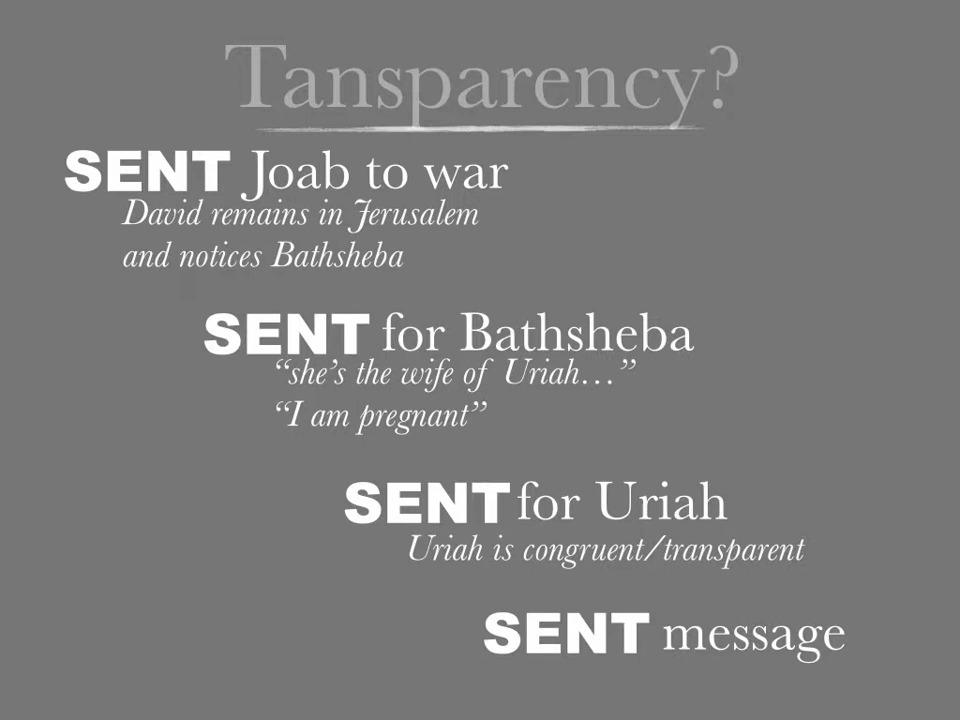 Tansparency?
SENT Joab to war
David remains in Jerusalem
and notices Bathsheba
SENT for Bathsheba
“she’s the wife of Uriah…”
“I am pregnant”
SENT for Uriah
Uriah is congruent/transparent
SENT message